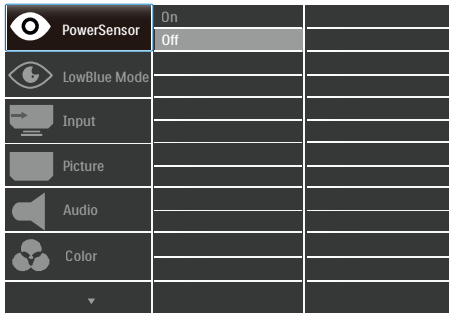 PowerSensor
On
Off
LowBlue Mode
Input
Picture
Audio
Color